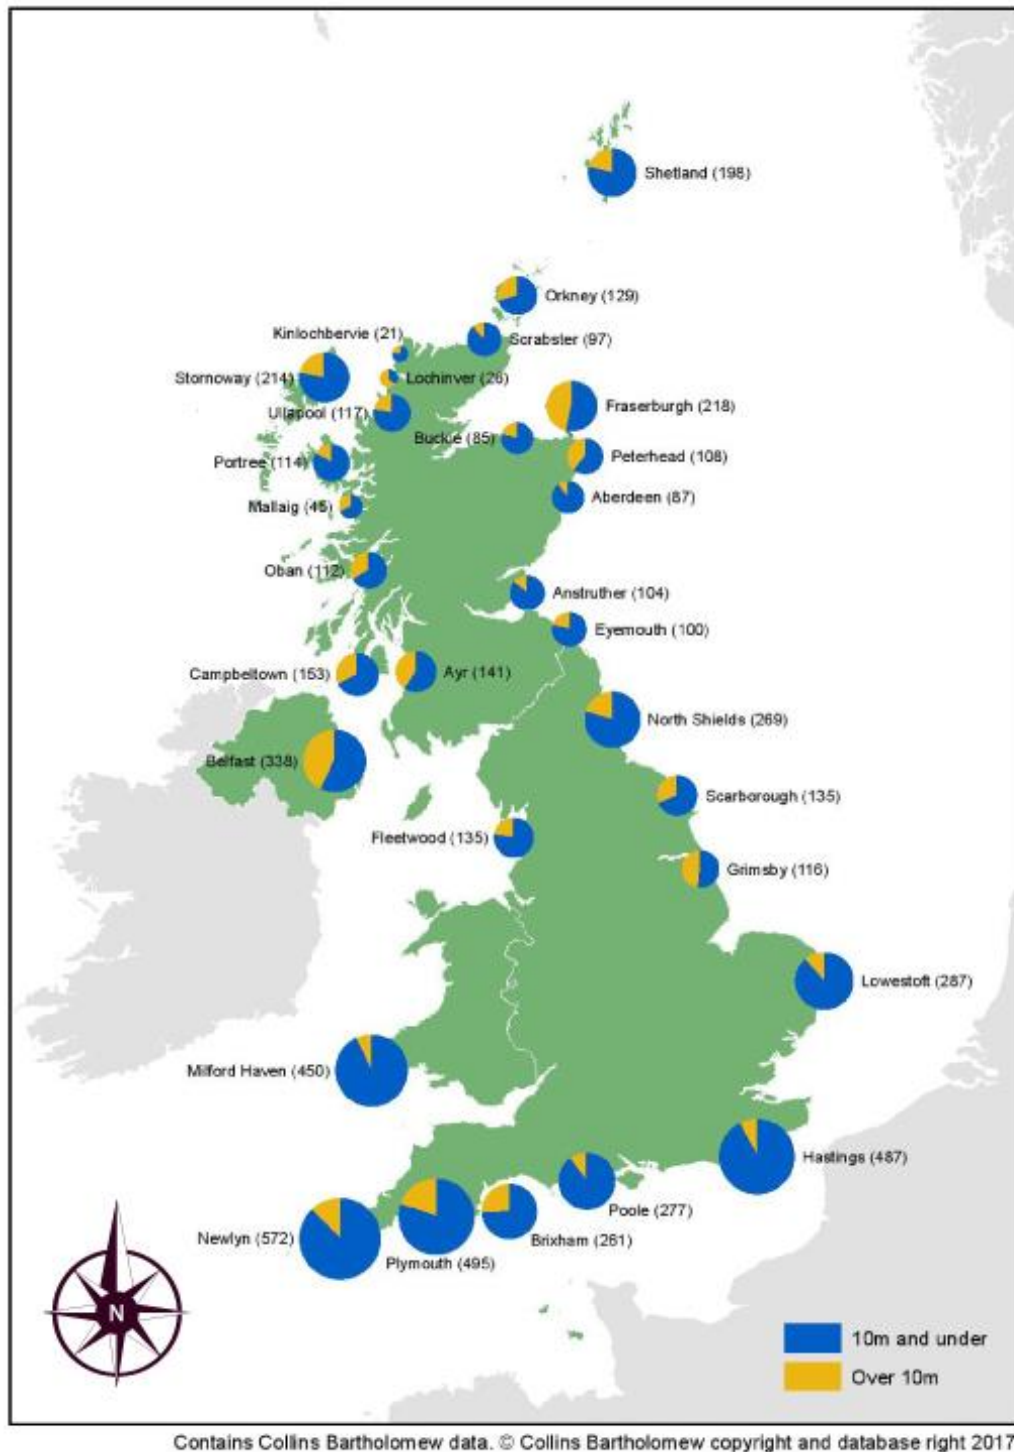 Shetland (198)
Orkney (129)
Kinlochbervie (21)
Scrabster (97)
Stornoway (214)
Lochinver (26)
Fraserburgh (218)
Ullapool (117)
Buckie (85)
Peterhead (108)
Portree (114)
Aberdeen (87)
Mallaig (45)
Oban (112)
Anstruther (104)
Eyemouth (100)
Campbeltown (153)
Ayr (141)
North Shields (269)
Belfast (338)
Scarborough (135)
Fleetwood (135)
Grimsby (116)
Lowestoft (287)
Milford Haven (450)
Hastings (487)
Poole (277)
Newlyn (572)
Brixham (261)
Plymouth (495)
N
10m and under
Over 10m
Contains Collins Bartholomew data. © Collins Bartholomew copyright and database right 2017